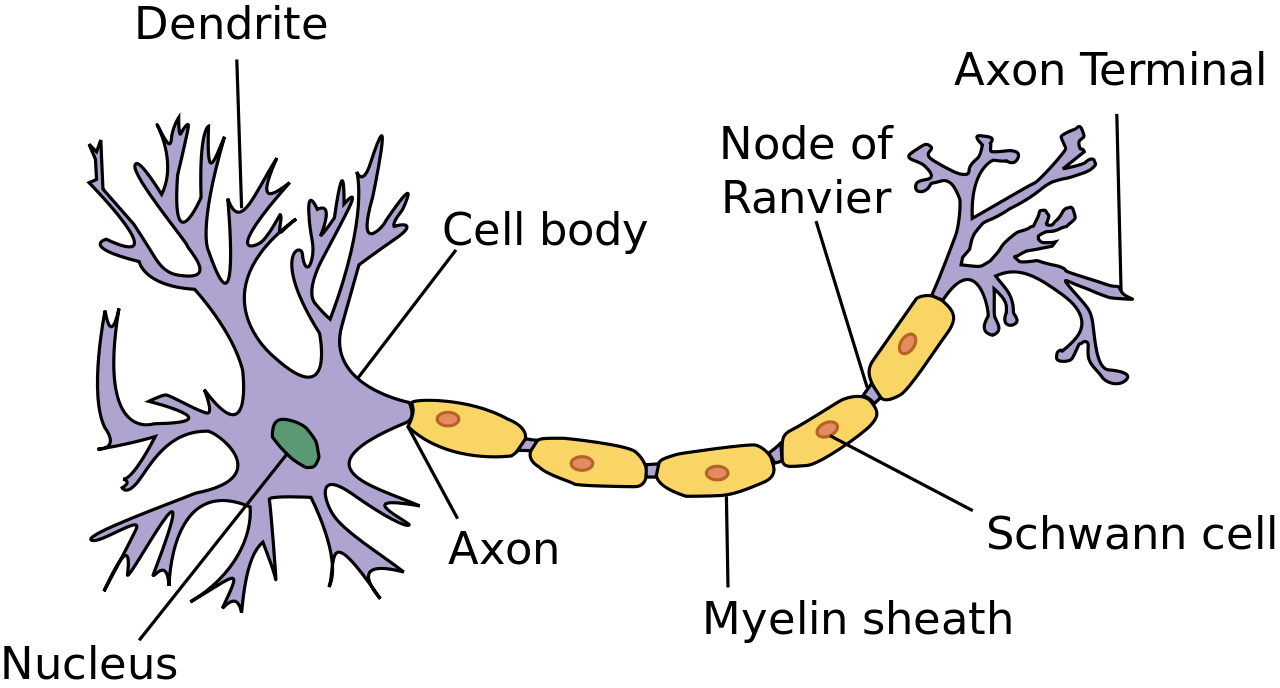 Dendrite
Axon Terminal
Node of
Ranvier
Cell body
Axon
Schwann cell
Myelin sheath
Nucleus